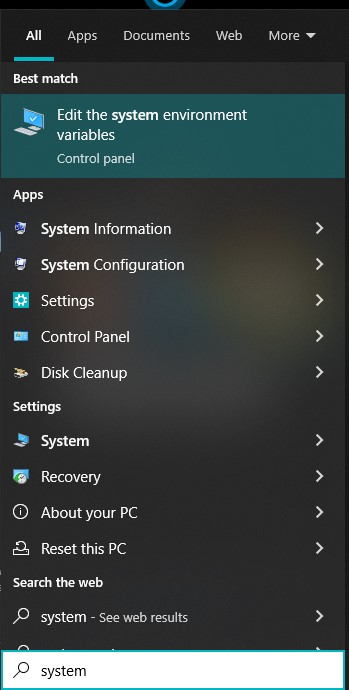 All Apps Documents Web More
Best match
Edit the system environment
variables
Control panel
Apps
System Information
System Configuration
Settings
Control Panel
Disk Cleanup
Settings
System
Recovery
About your PC
Reset this PC
Search the web
system - See web results
system